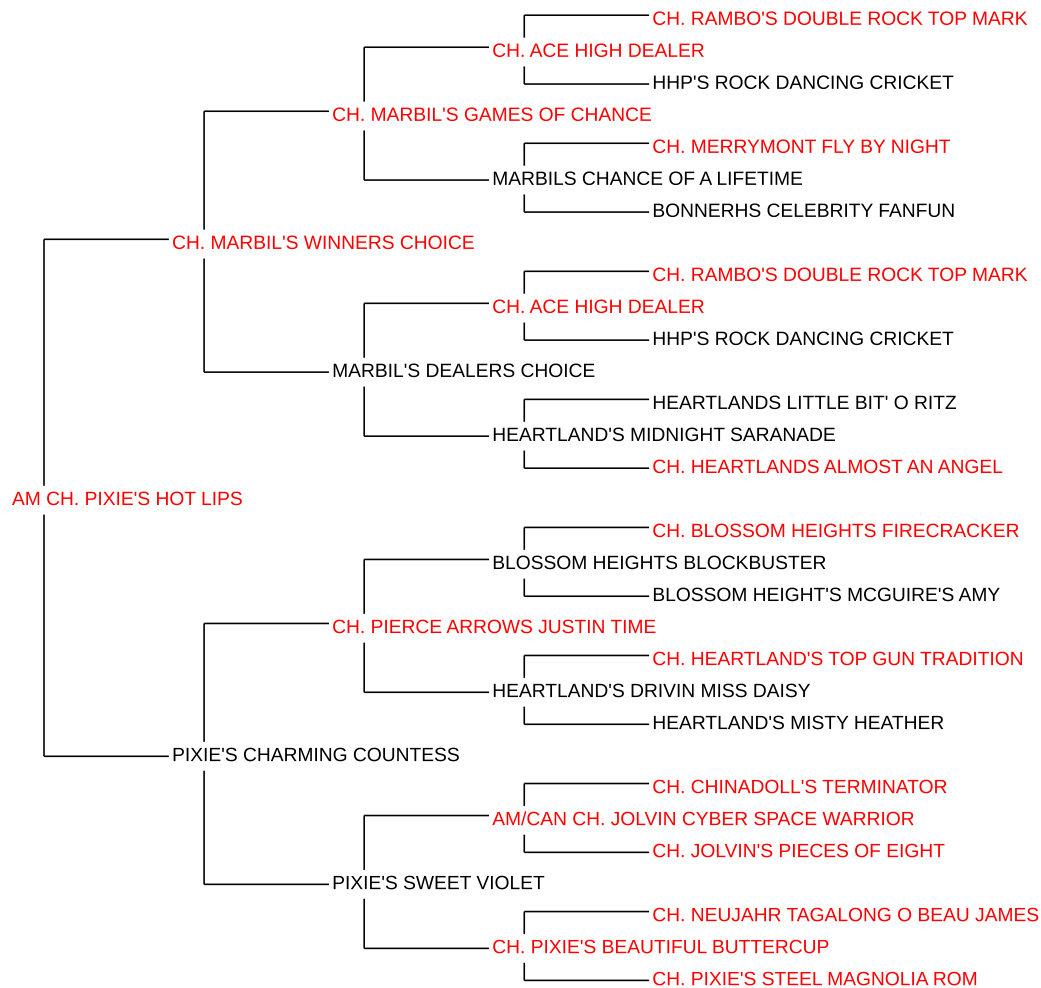 CH. RAMBO'S DOUBLE ROCK TOP MARK
CH. ACE HIGH DEALER
HHP'S ROCK DANCING CRICKET
CH. MARBIL'S GAMES OF CHANCE
CH. MERRYMONT FLY BY NIGHT
MARBILS CHANCE OF A LIFETIME
BONNERHS CELEBRITY FANFUN
CH. MARBIL'S WINNERS CHOICE
CH. RAMBO'S DOUBLE ROCK TOP MARK
CH. ACE HIGH DEALER
HHP'S ROCK DANCING CRICKET
MARBIL'S DEALERS CHOICE
HEARTLANDS LITTLE BIT' O RITZ
HEARTLAND'S MIDNIGHT SARANADE
CH. HEARTLANDS ALMOST AN ANGEL
AM CH. PIXIE'S HOT LIPS
CH. BLOSSOM HEIGHTS FIRECRACKER
BLOSSOM HEIGHTS BLOCKBUSTER
BLOSSOM HEIGHT'S MCGUIRE'S AMY
CH. PIERCE ARROWS JUSTIN TIME
CH. HEARTLAND'S TOP GUN TRADITION
HEARTLAND'S DRIVIN MISS DAISY
HEARTLAND'S MISTY HEATHER
PIXIE'S CHARMING COUNTESS
CH. CHINADOLL'S TERMINATOR
AM/CAN CH. JOLVIN CYBER SPACE WARRIOR
CH. JOLVIN'S PIECES OF EIGHT
PIXIE'S SWEET VIOLET
CH. NEUJAHR TAGALONG O BEAU JAMES
CH. PIXIE'S BEAUTIFUL BUTTERCUP
CH. PIXIE'S STEEL MAGNOLIA ROM